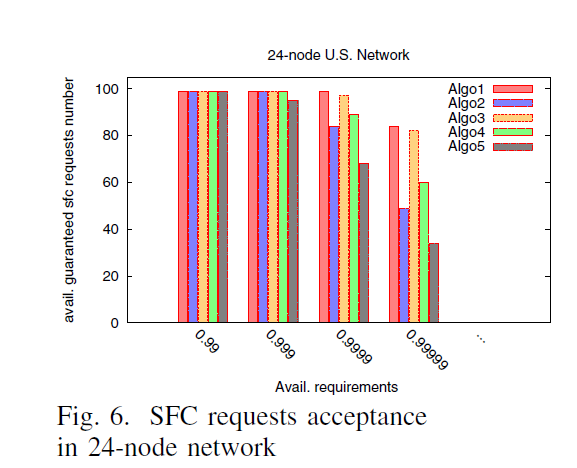 24-node U.S. Network
avail. guaranteed sfc requests number
100
80
60
40
20
0
Algo1
Algo2
Algo3
Algo4
Algo5
0.99
0.999
0.9999
0.99999
...
Avail. requirements
Fig. 6. SFC requests acceptance
in 24-node network